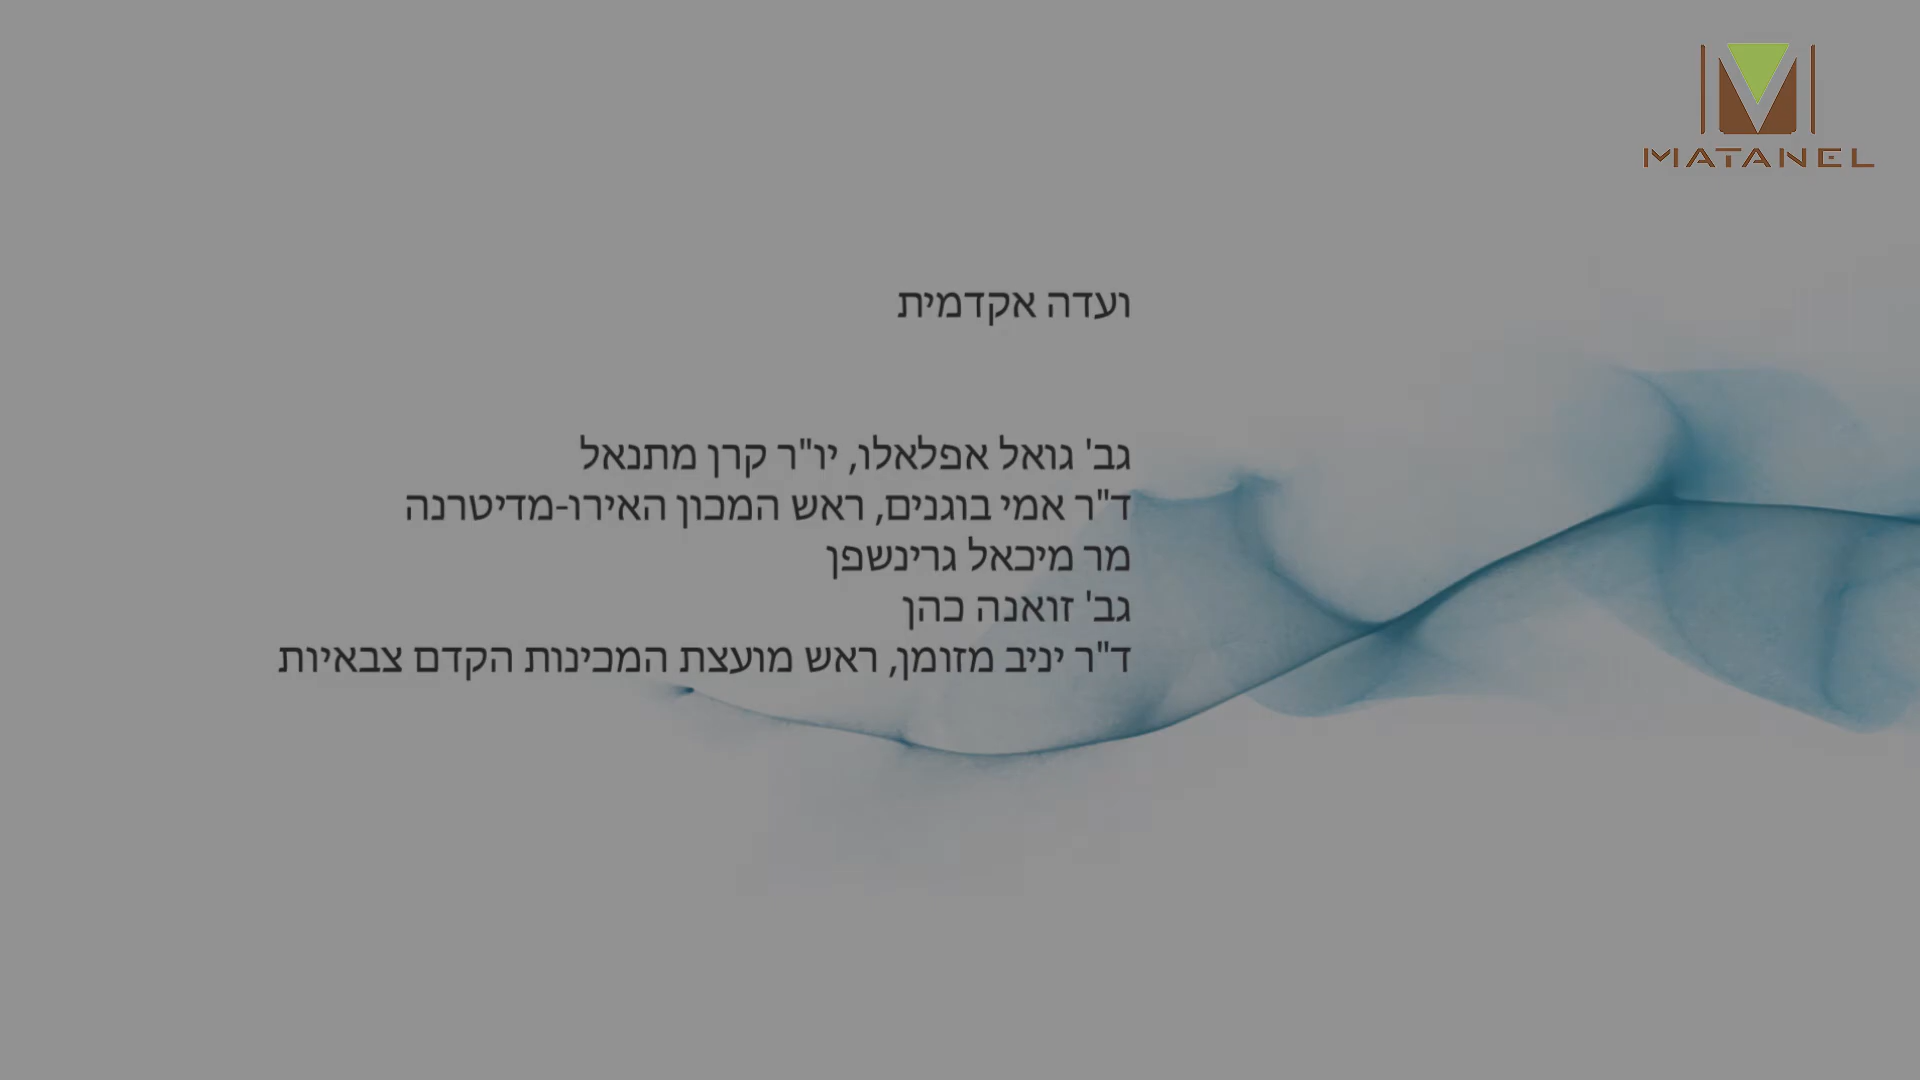 MATANEL
ועדה אקדמית
גב' גואל אפלאלו, יו"ר קרן מתנאל
ד"ר אמי בוגנים, ראש המכון האירו-מדיטרנה
מר מיכאל גרינשפן
גב' זואנה כהן
ד"ר יניב מזומן, ראש מועצת המכינות הקדם צבאיות